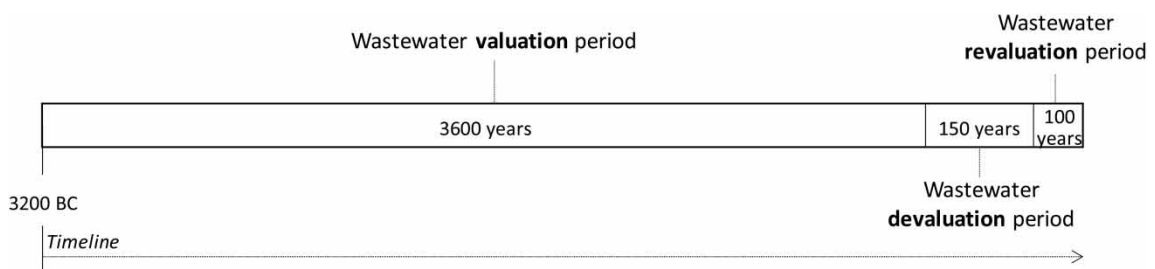 Wastewater
revaluation period
Wastewater valuation period
3600 years
150 years
100
years
Wastewater
devaluation period
3200 BC
Timeline